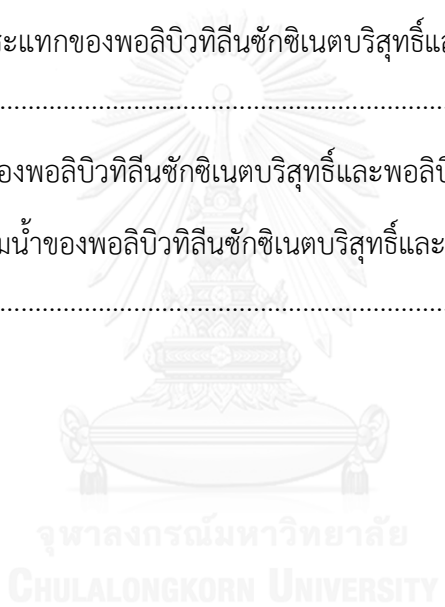 ระแทกของพอลิบิวทิลีนซักซิเนตบริสุทธิ์แล
................................................................................
องพอลิบิวทิลีนซักซิเนตบริสุทธิ์และพอลิบิ
มน้ำของพอลิบิวทิลีนซักซิเนตบริสุทธิ์และ
................................................................................
จุฬาลงกรณ์มหาวิทยาลัย
CHULALONGKORN UNIVERSITY